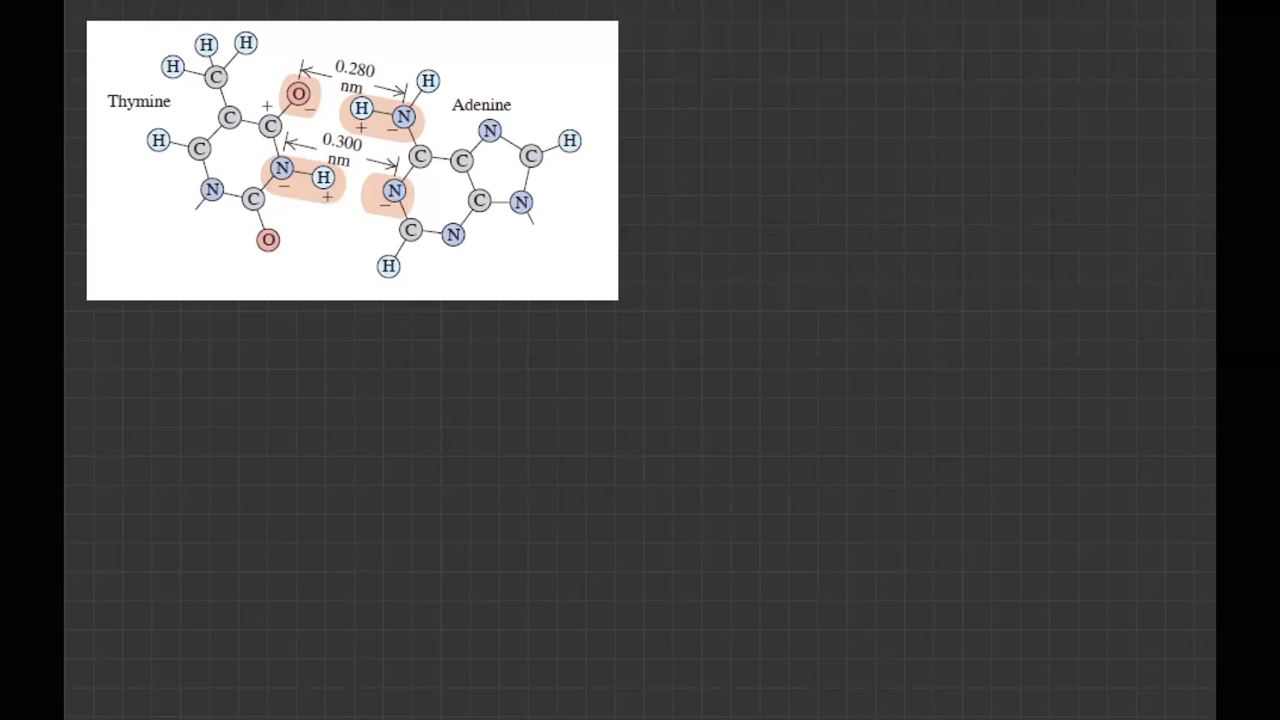 H H
H C
Thymine
O
0.280
nm
H
H N
Adenine
+ −
+ −
C C
0.300
nm
N
H
H C
N H
C C
C
− +
N C
N
−
C N
O
C N
H